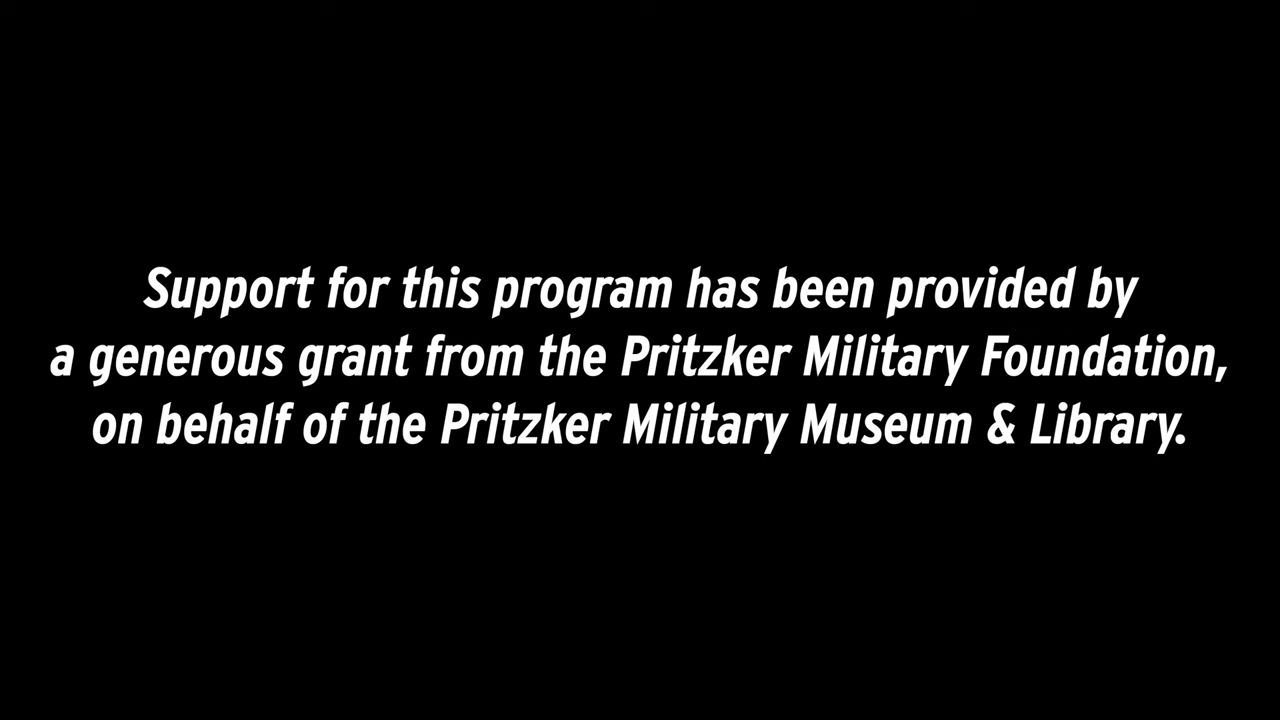 Support for this program has been provided by
a generous grant from the Pritzker Military Foundation,
on behalf of the Pritzker Military Museum & Library.